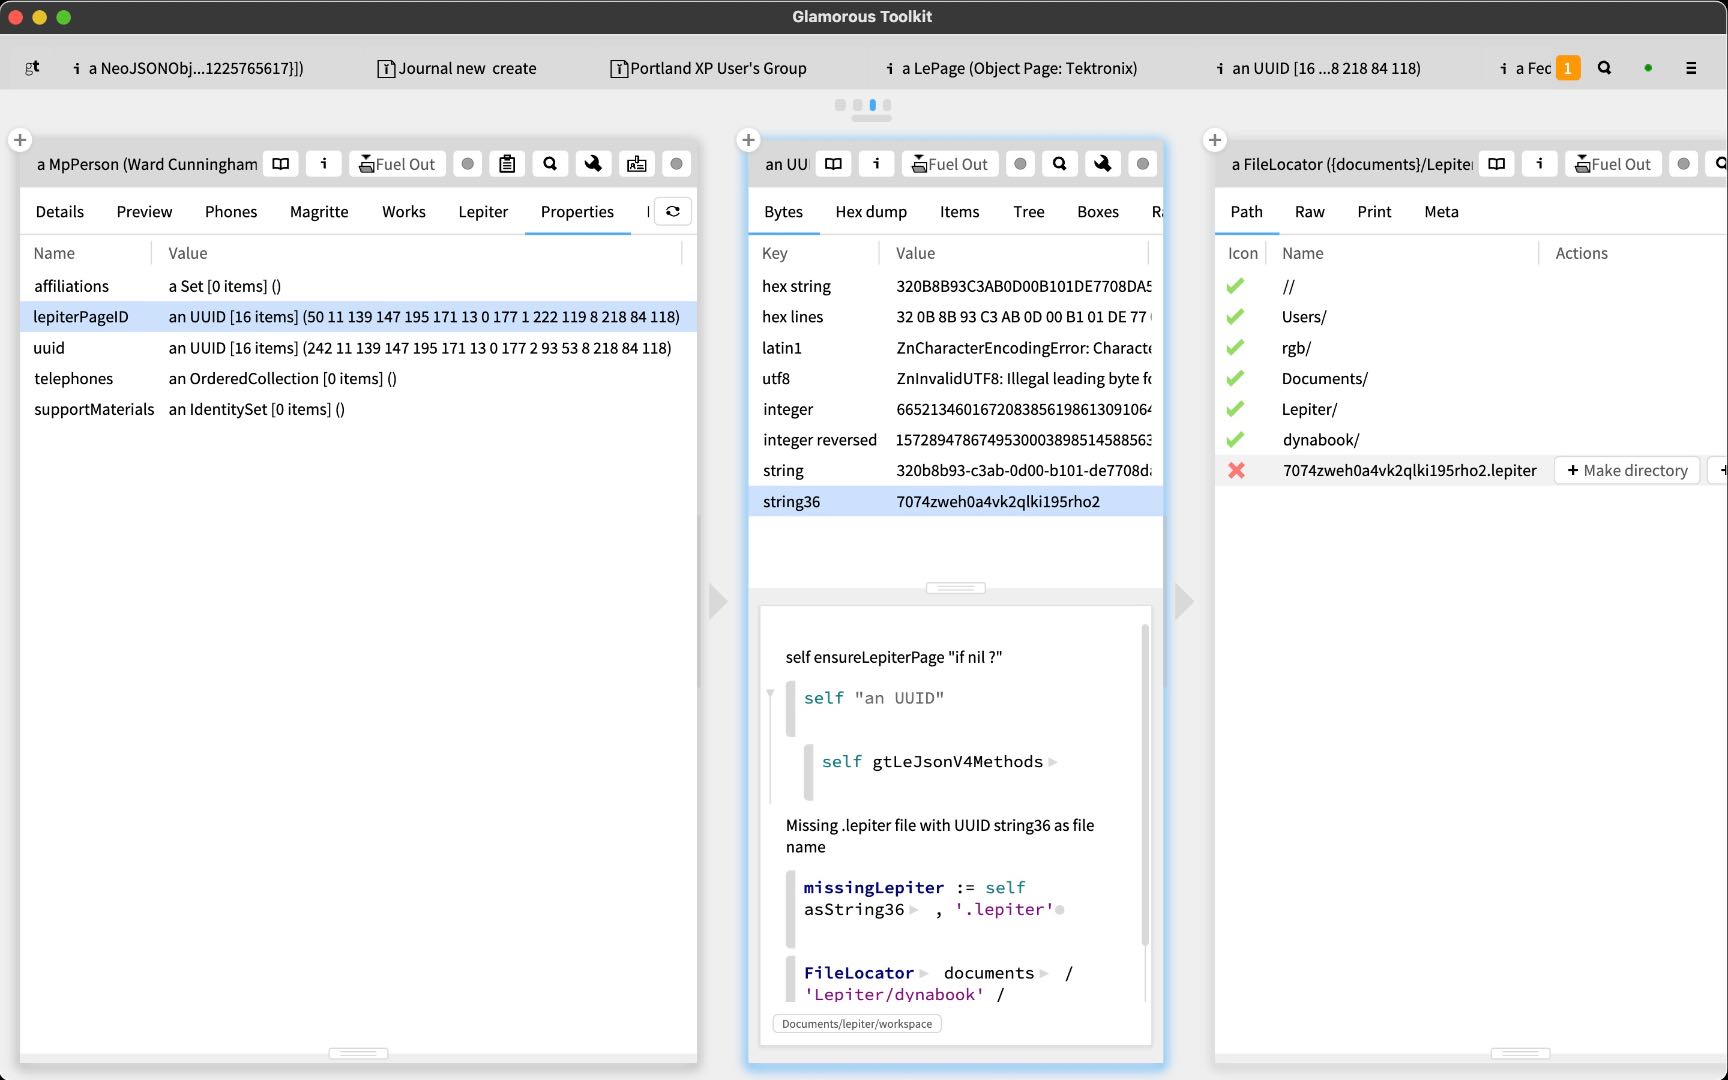 Glamorous Toolkit
gt
i a NeoJSONObj...1225765617}])
Journal new create
Portland XP User's Group
i a LePage (Object Page: Tektronix)
i an UUID [16 ...8 218 84 118)
i a Fed
1
a MpPerson (Ward Cunningham
i
Fuel Out
Details Preview Phones Magritte Works Lepiter Properties
Name Value
affiliations a Set [0 items] ()
lepiterPageID an UUID [16 items] (50 11 139 147 195 171 13 0 177 1 222 119 8 218 84 118)
uuid an UUID [16 items] (242 11 139 147 195 171 13 0 177 2 93 53 8 218 84 118)
telephones an OrderedCollection [0 items] ()
supportMaterials an IdentitySet [0 items] ()
an UUI
i
Fuel Out
Bytes Hex dump Items Tree Boxes Ra
Key Value
hex string 320B8B93C3AB0D00B101DE7708DA5
hex lines 32 0B 8B 93 C3 AB 0D 00 B1 01 DE 77
latin1 ZnCharacterEncodingError: Characte
utf8 ZnInvalidUTF8: Illegal leading byte fo
integer 6652134601672083856198613091064
integer reversed 1572894786749530003898514588563
string 320b8b93-c3ab-0d00-b101-de7708da
string36 7074zweh0a4vk2qlki195rho2
self ensureLepiterPage "if nil ?"
self "an UUID"
self gtLeJsonV4Methods
Missing .lepiter file with UUID string36 as file
name
missingLepiter := self
asString36 , '.lepiter'
FileLocator documents /
'Lepiter/dynabook' /
Documents/lepiter/workspace
a FileLocator ({documents}/Lepiter
i
Fuel Out
Path Raw Print Meta
Icon Name Actions
//
Users/
rgb/
Documents/
Lepiter/
dynabook/
7074zweh0a4vk2qlki195rho2.lepiter + Make directory